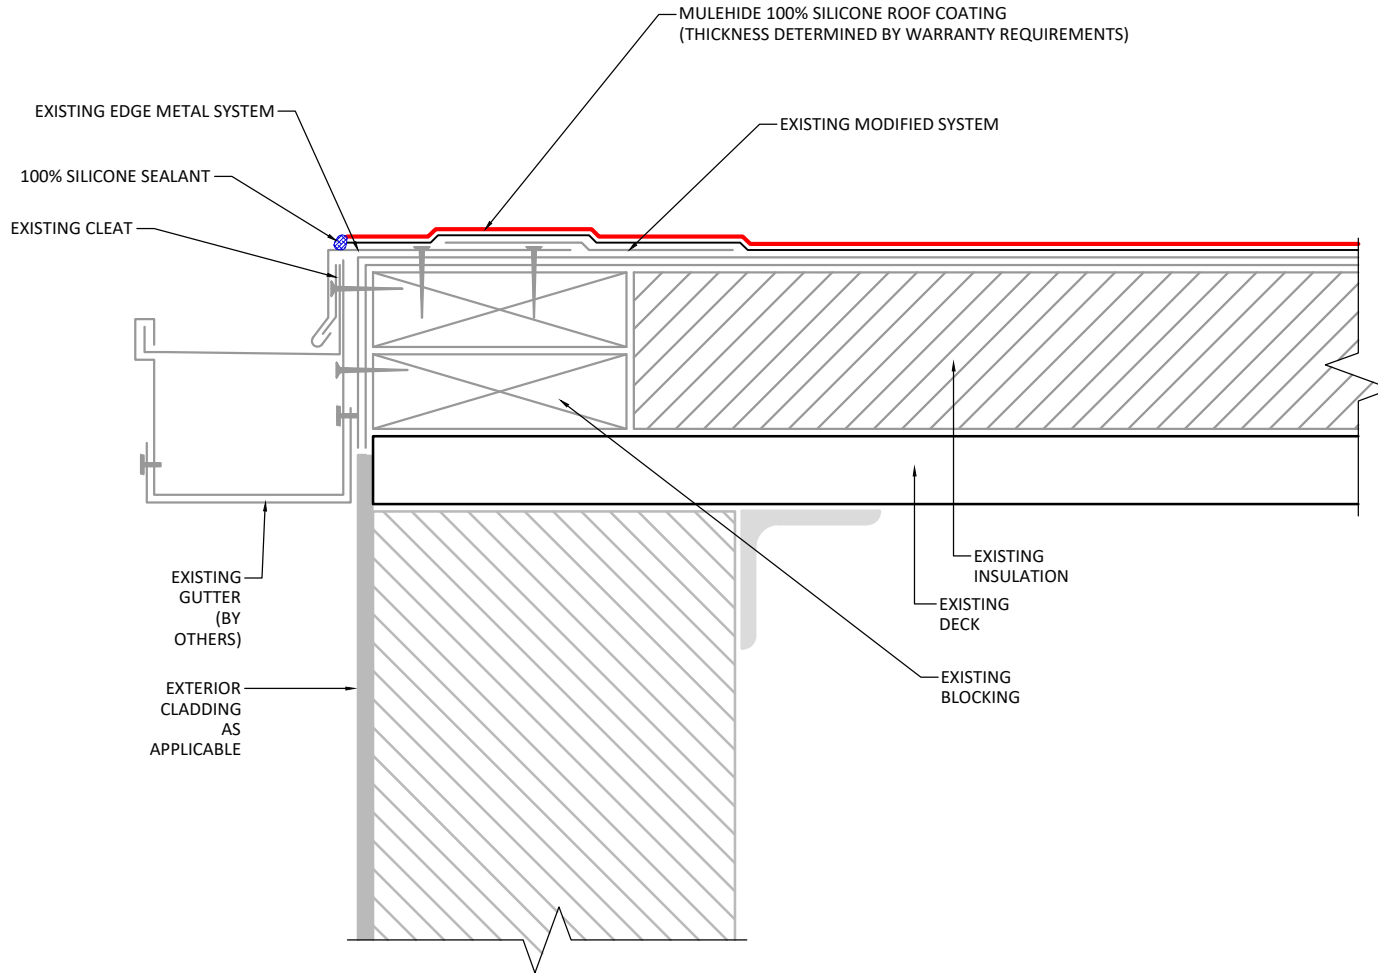 MULEHIDE 100% SILICONE ROOF COATING
(THICKNESS DETERMINED BY WARRANTY REQUIREMENTS)
EXISTING EDGE METAL SYSTEM
EXISTING MODIFIED SYSTEM
100% SILICONE SEALANT
EXISTING CLEAT
EXISTING
INSULATION
EXISTING
GUTTER
(BY
OTHERS)
EXISTING
DECK
EXISTING
BLOCKING
EXTERIOR
CLADDING
AS
APPLICABLE